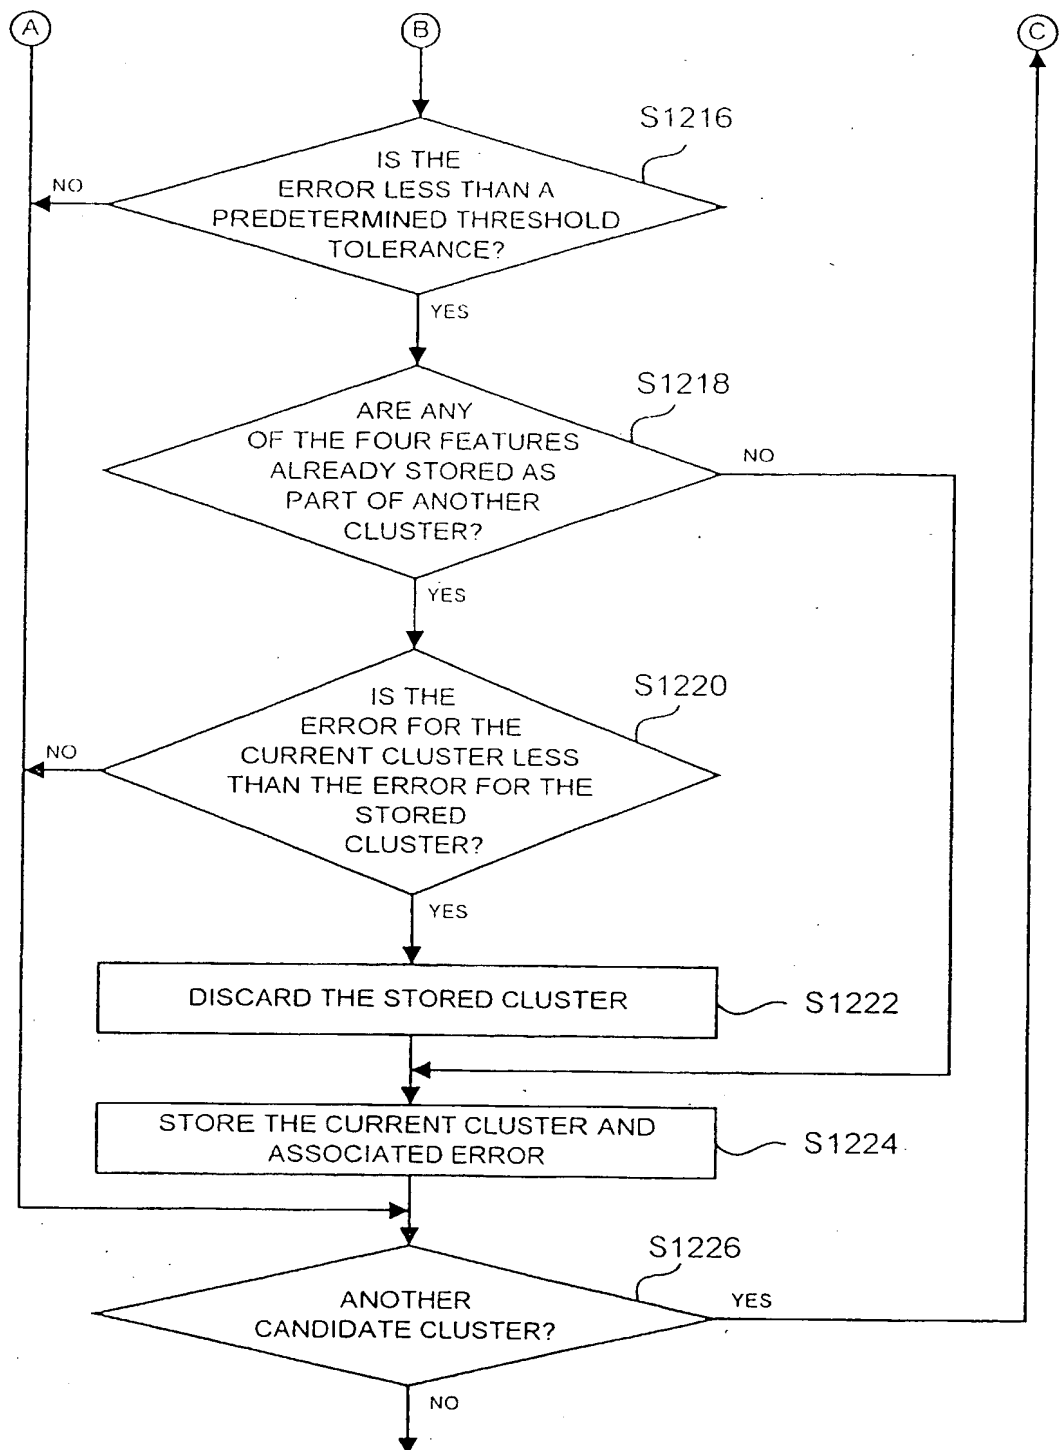 A
B
C
S1216
IS THE
ERROR LESS THAN A
PREDETERMINED THRESHOLD
TOLERANCE?
NO
YES
S1218
ARE ANY
OF THE FOUR FEATURES
ALREADY STORED AS
PART OF ANOTHER
CLUSTER?
NO
YES
S1220
IS THE
ERROR FOR THE
CURRENT CLUSTER LESS
THAN THE ERROR FOR THE
STORED
CLUSTER?
NO
YES
DISCARD THE STORED CLUSTER
S1222
STORE THE CURRENT CLUSTER AND
ASSOCIATED ERROR
S1224
S1226
ANOTHER
CANDIDATE CLUSTER?
YES
NO